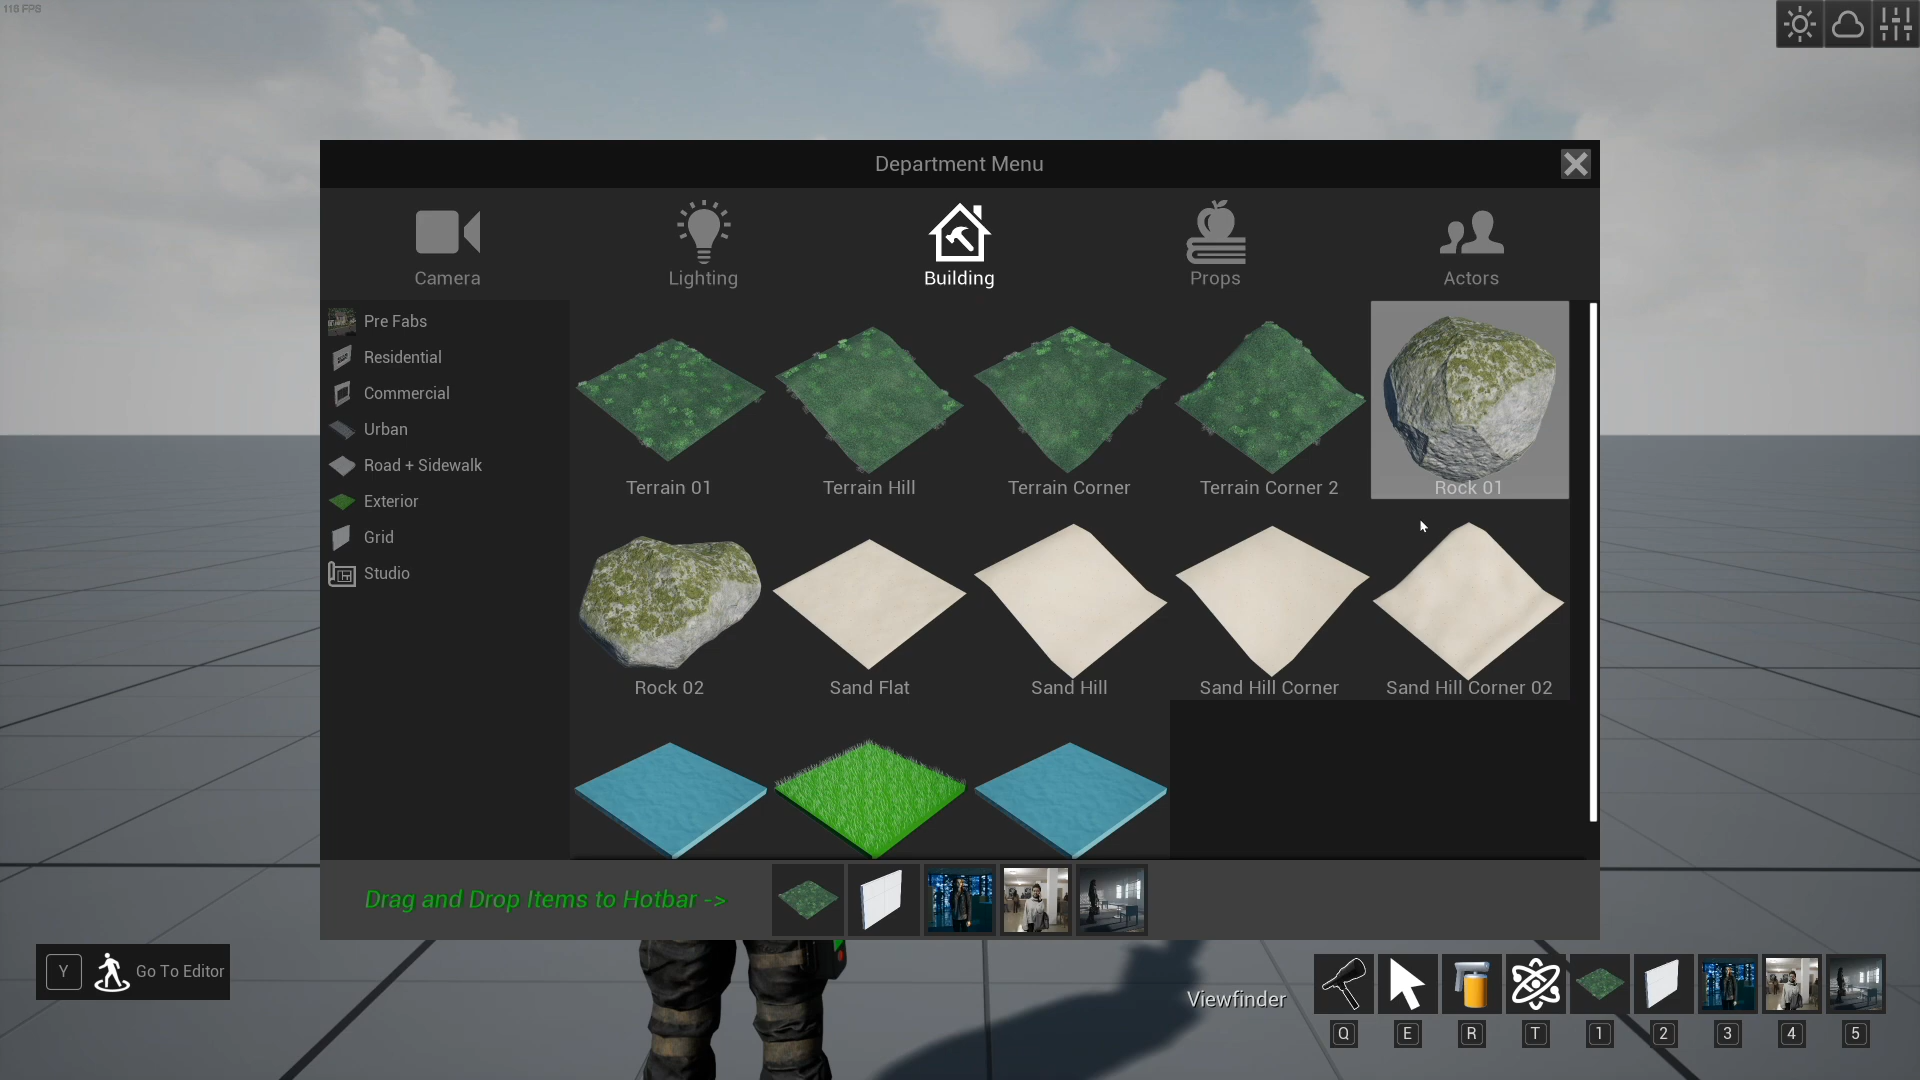 118 FPS
Department Menu
Camera
Lighting
Building
Props
Actors
Pre Fabs
Residential
Commercial
Urban
Road + Sidewalk
Exterior
Grid
Studio
Terrain 01
Terrain Hill
Terrain Corner
Terrain Corner 2
Rock 01
Rock 02
Sand Flat
Sand Hill
Sand Hill Corner
Sand Hill Corner 02
Drag and Drop Items to Hotbar ->
Y
Go To Editor
Viewfinder
Q
E
R
T
1
2
3
4
5